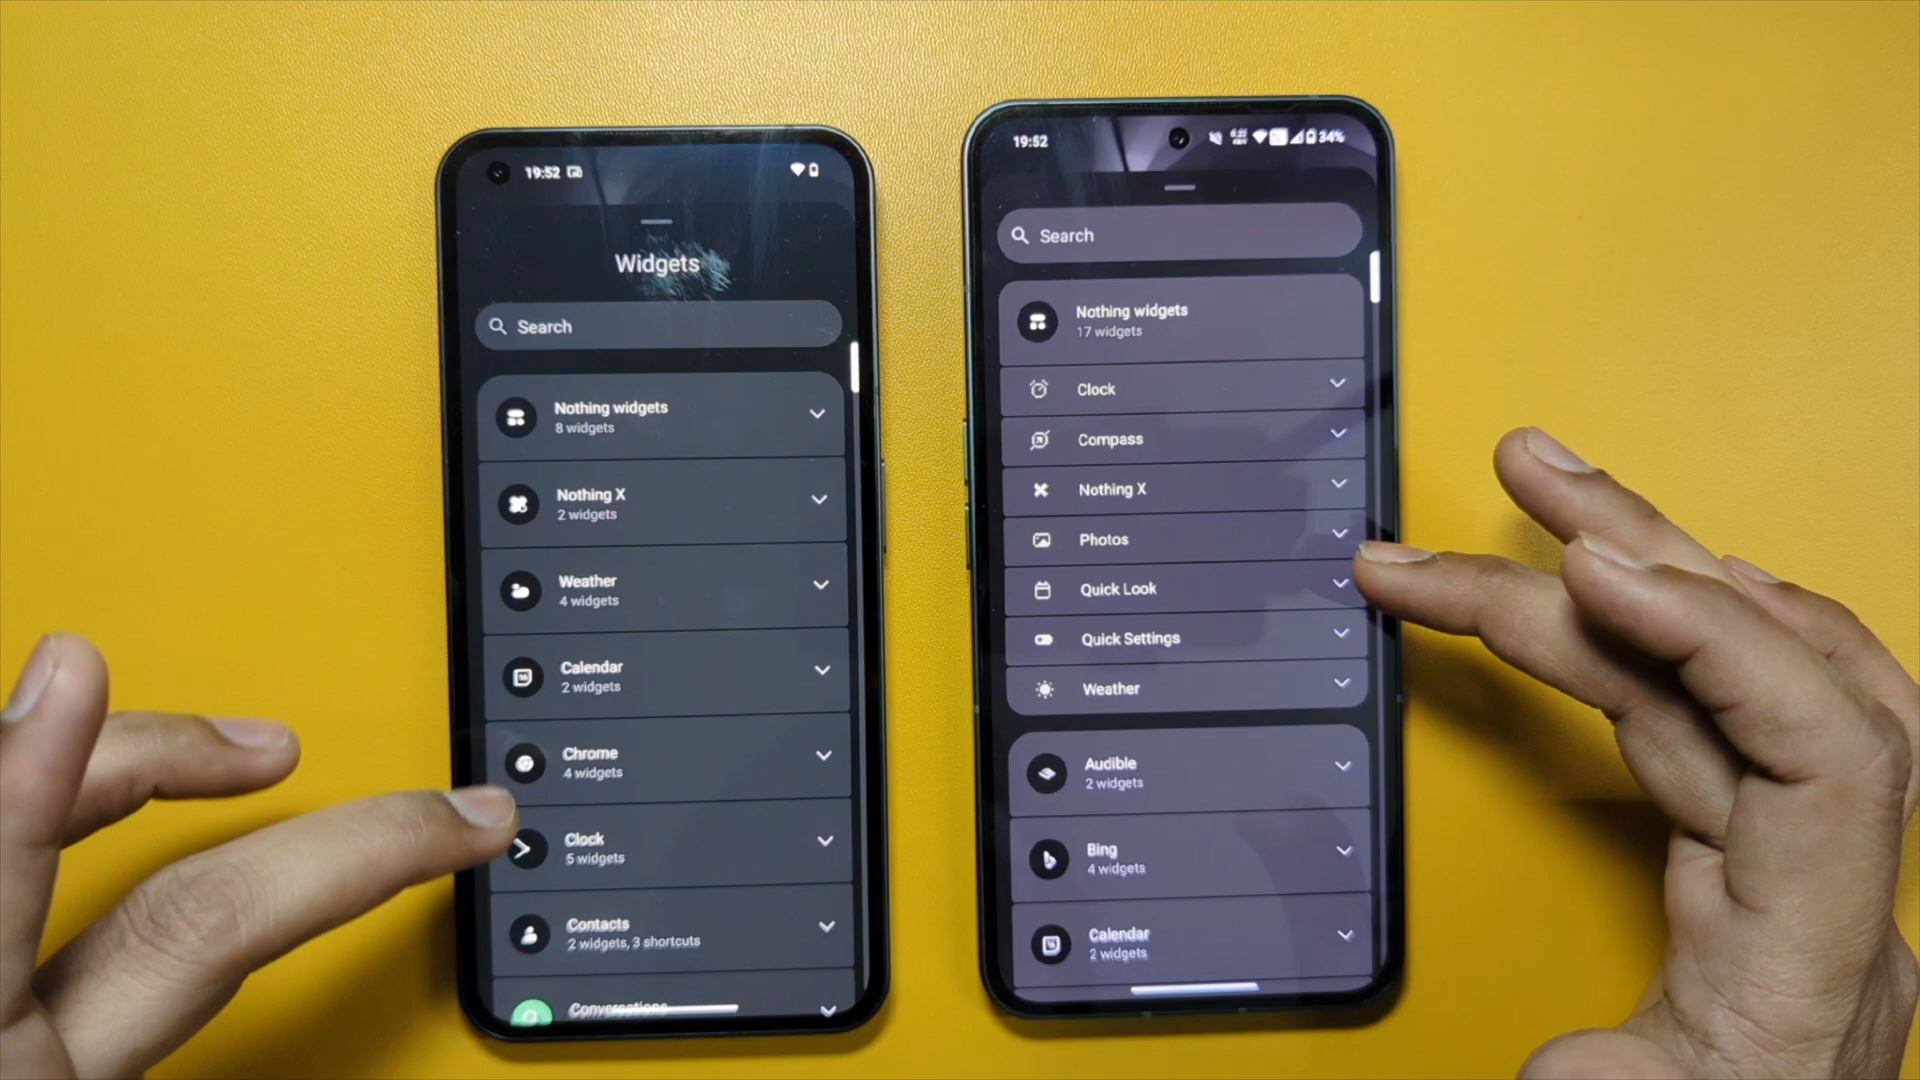 19:52
Widgets
Search
Nothing widgets
8 widgets
Nothing X
2 widgets
Weather
4 widgets
Calendar
2 widgets
Chrome
4 widgets
Clock
5 widgets
Contacts
2 widgets, 3 shortcuts
Conversations
19:52
34%
Search
Nothing widgets
17 widgets
Clock
Compass
Nothing X
Photos
Quick Look
Quick Settings
Weather
Audible
2 widgets
Bing
4 widgets
Calendar
2 widgets